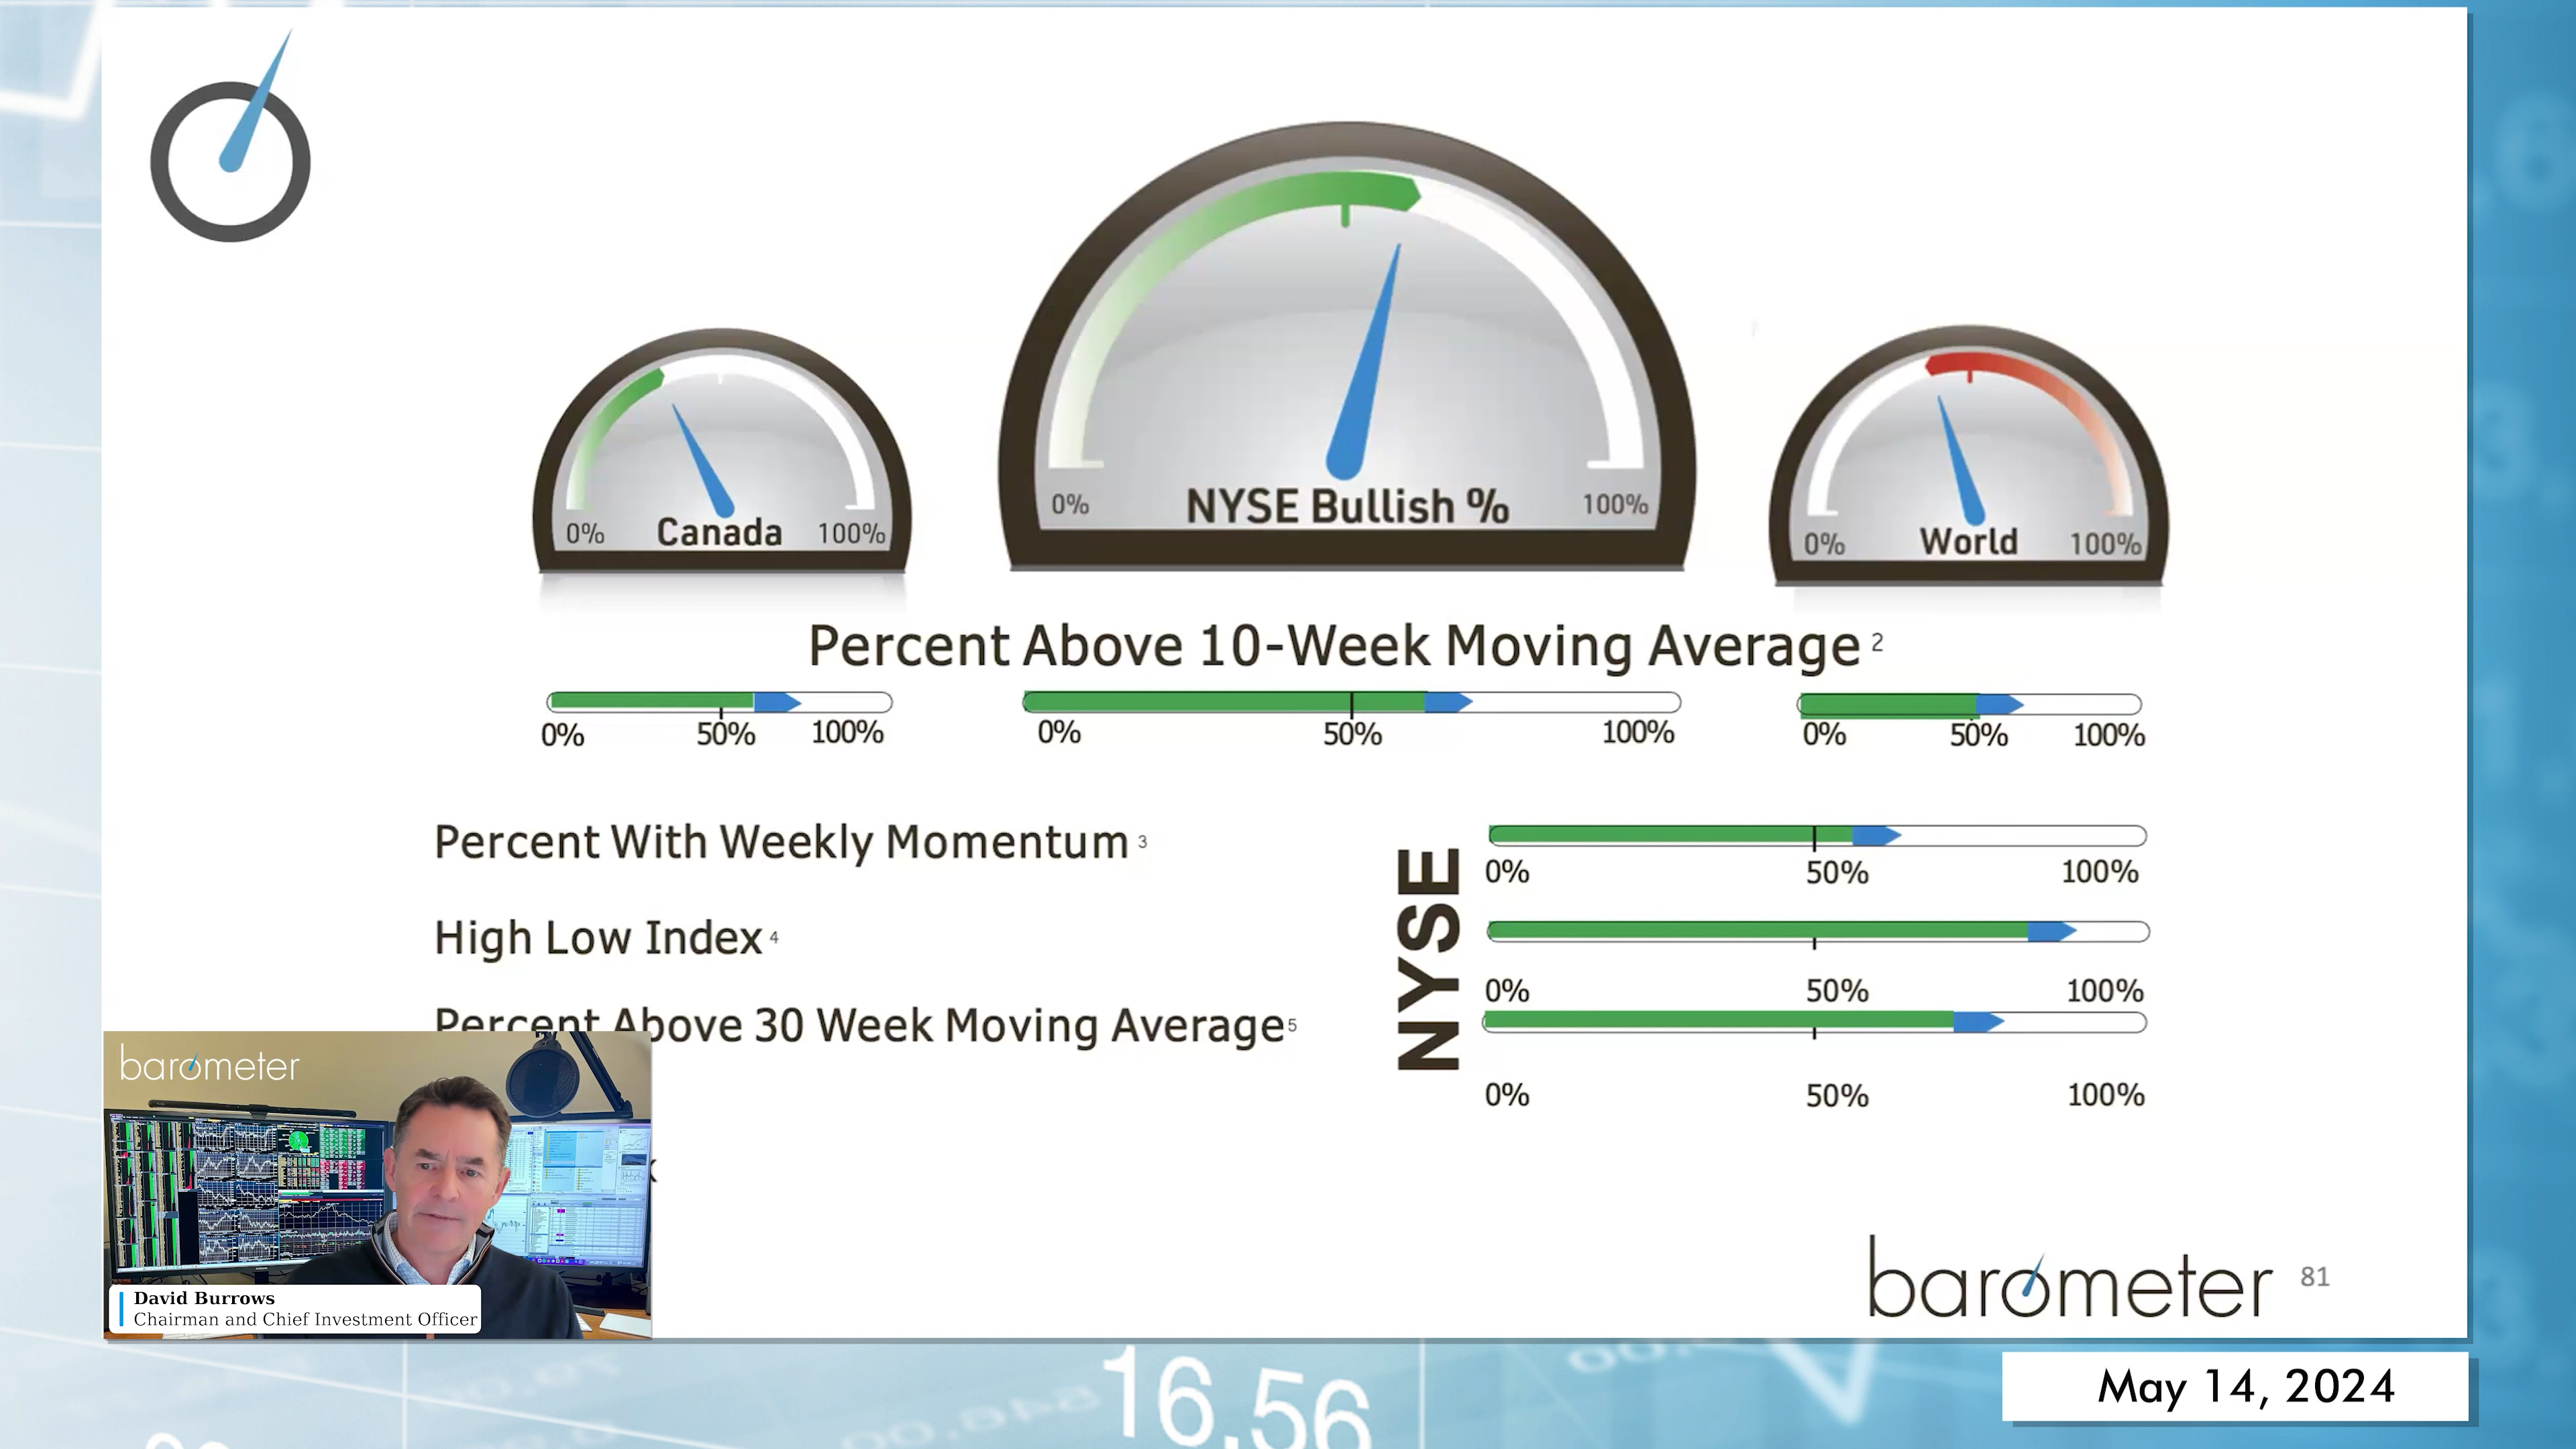 0% Canada 100%
0% NYSE Bullish % 100%
0% World 100%
Percent Above 10-Week Moving Average 2
0% 50% 100%
0% 50% 100%
0% 50% 100%
Percent With Weekly Momentum 3
High Low Index 4
Percent Above 30 Week Moving Average 5
NYSE
0% 50% 100%
0% 50% 100%
0% 50% 100%
barometer
David Burrows
Chairman and Chief Investment Officer
barometer 81
16,56
May 14, 2024